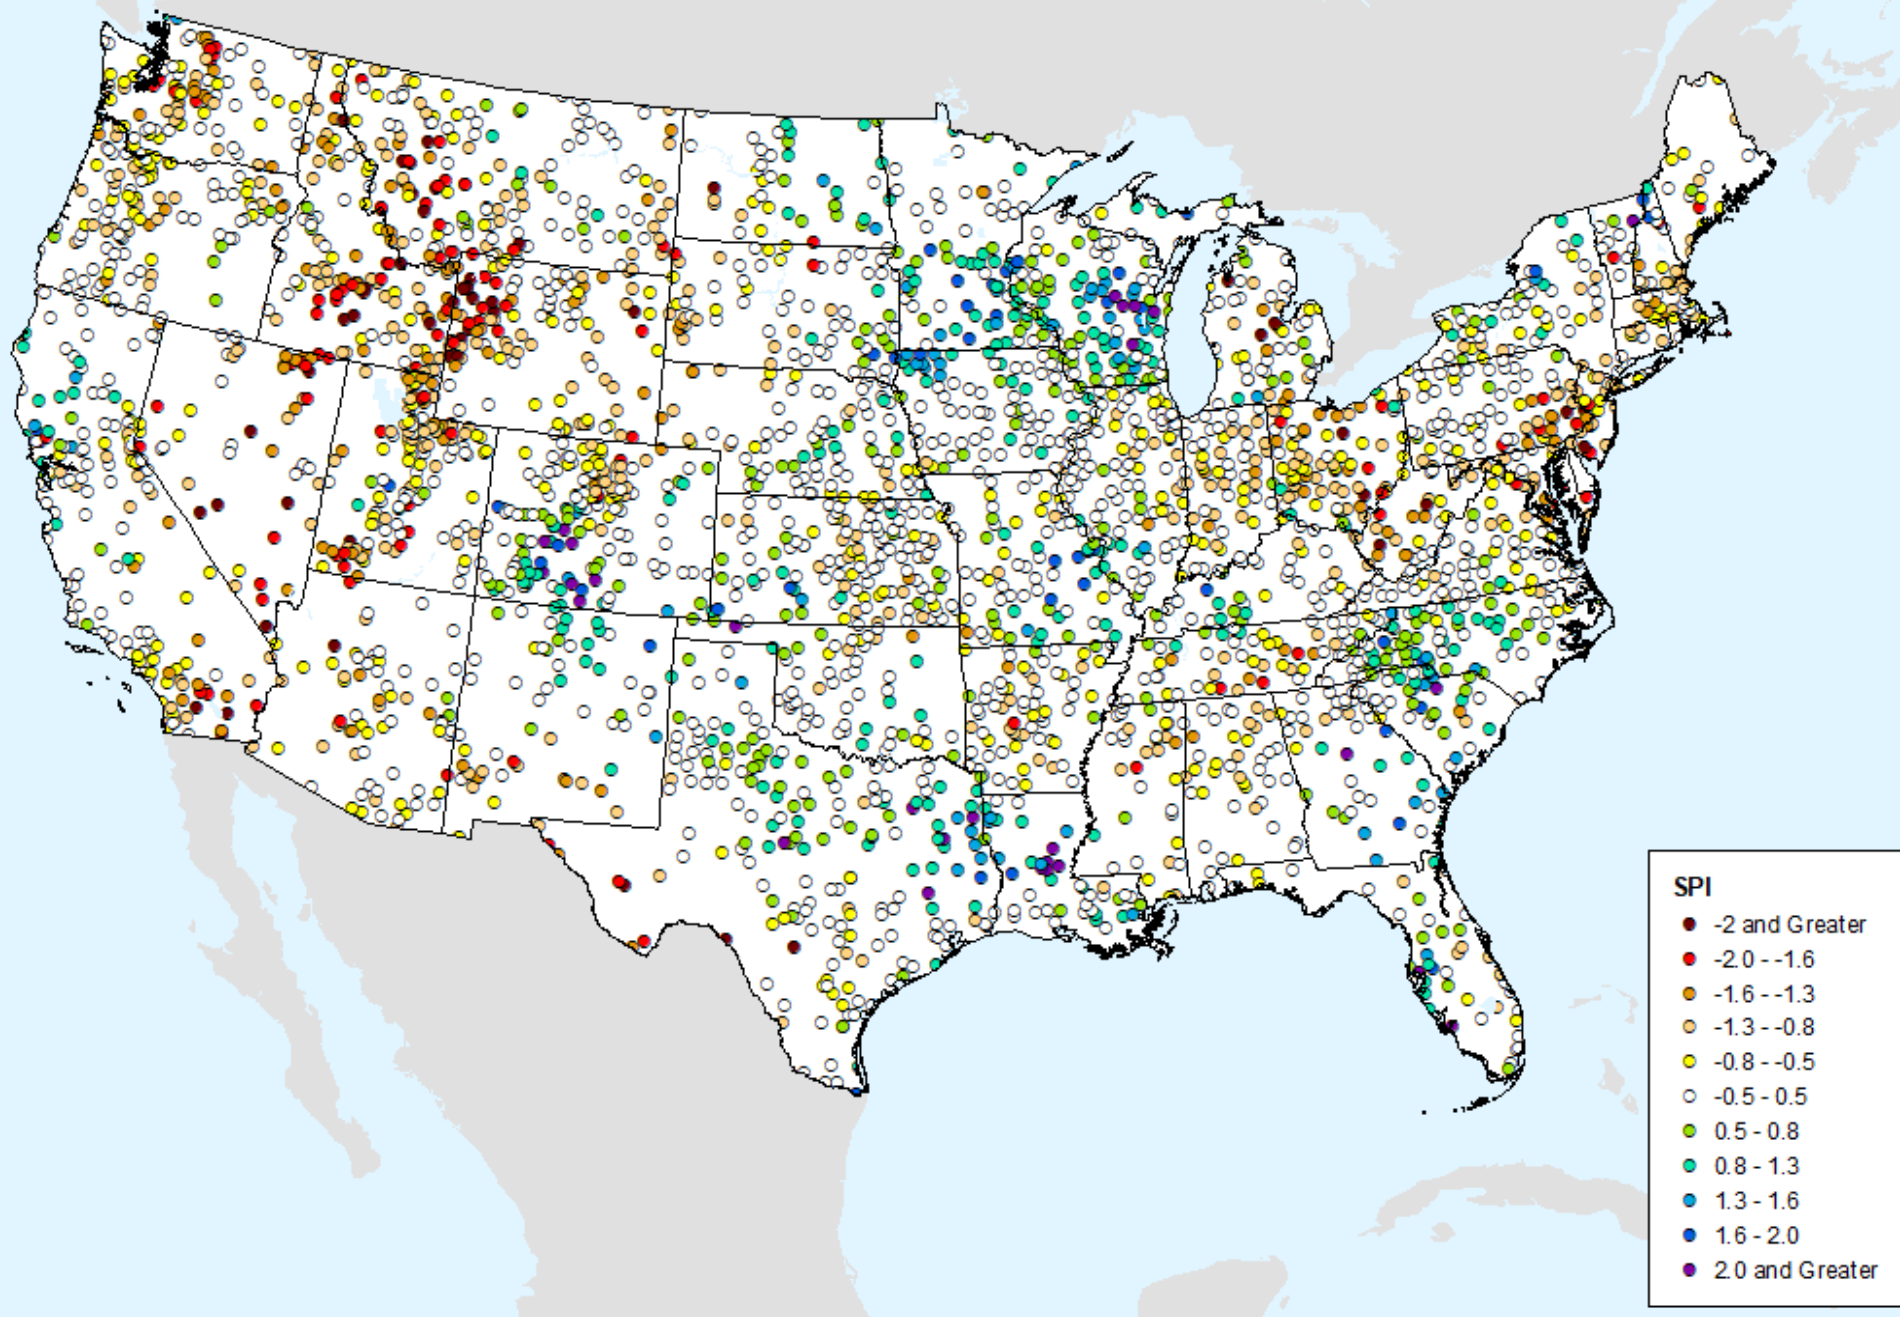 SPI
-2 and Greater
-2.0 - -1.6
-1.6 - -1.3
-1.3 - -0.8
-0.8 - -0.5
-0.5 - 0.5
0.5 - 0.8
0.8 - 1.3
1.3 - 1.6
1.6 - 2.0
2.0 and Greater